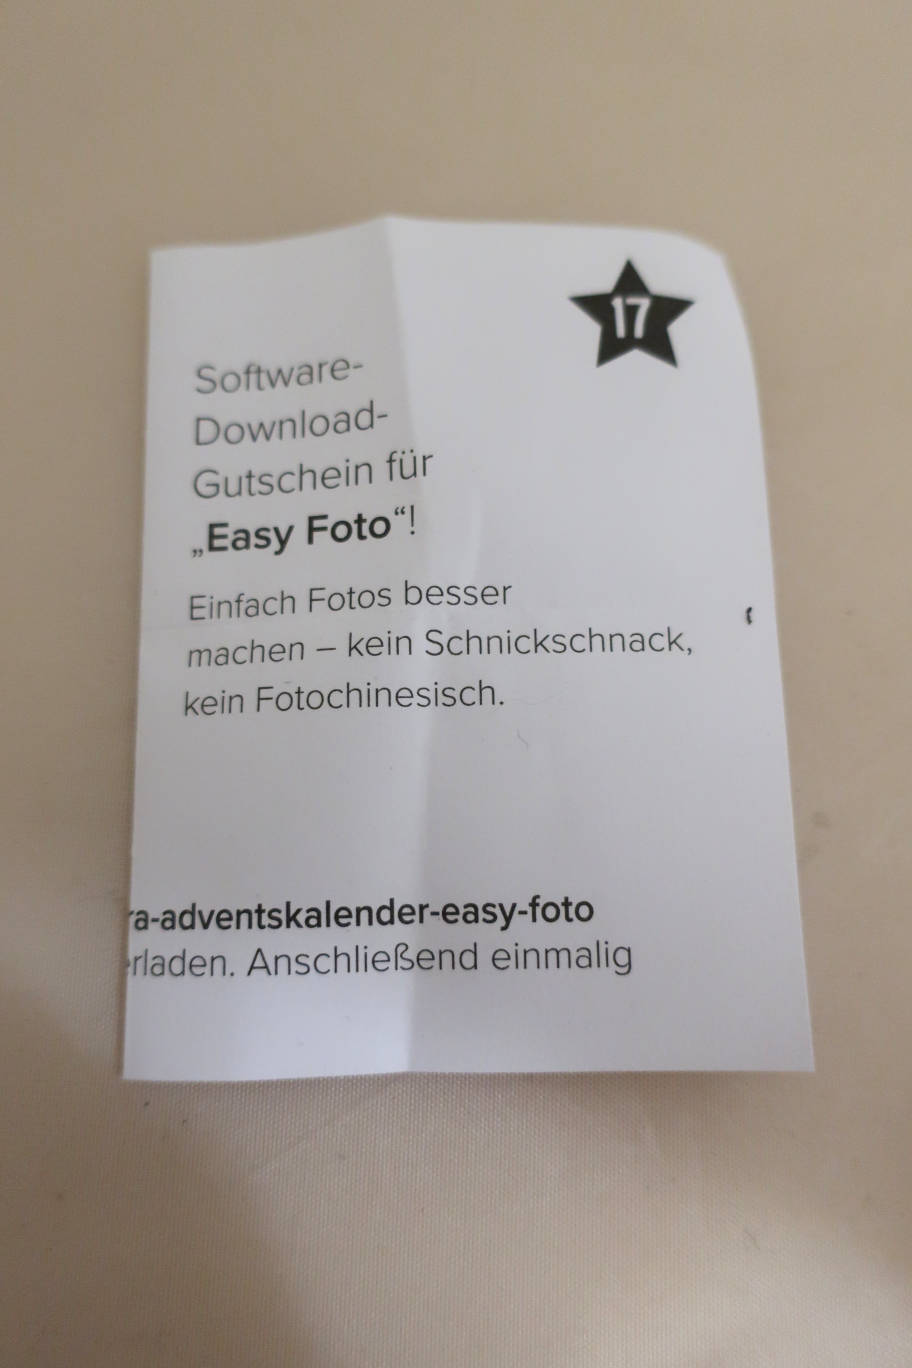 17
Software-
Download-
Gutschein für
„Easy Foto“!
Einfach Fotos besser
machen – kein Schnickschnack,
kein Fotochinesisch.
ra-adventskalender-easy-foto
rladen. Anschließend einmalig